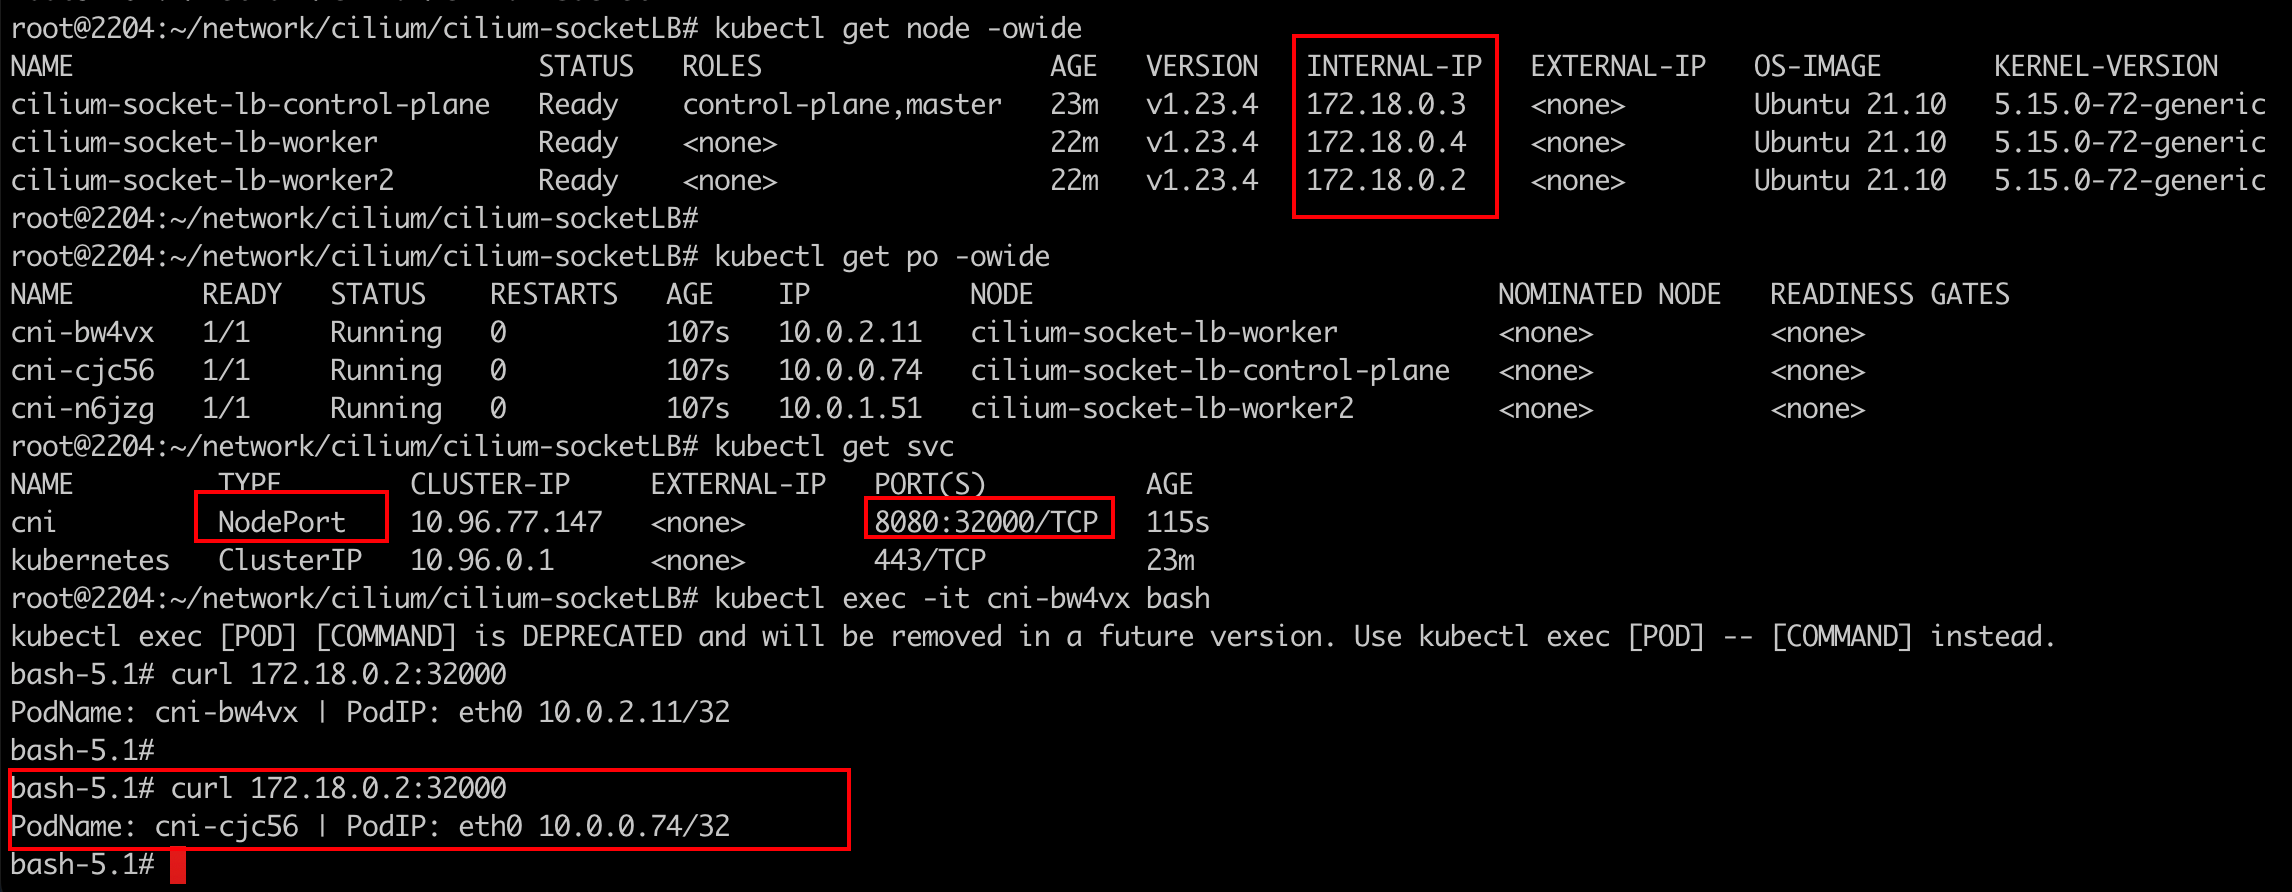 root@2204:~/network/cilium/cilium-socketLB# kubectl get node -owide
NAME STATUS ROLES AGE VERSION INTERNAL-IP EXTERNAL-IP OS-IMAGE KERNEL-VERSION
cilium-socket-lb-control-plane Ready control-plane,master 23m v1.23.4 172.18.0.3 <none> Ubuntu 21.10 5.15.0-72-generic
cilium-socket-lb-worker Ready <none> 22m v1.23.4 172.18.0.4 <none> Ubuntu 21.10 5.15.0-72-generic
cilium-socket-lb-worker2 Ready <none> 22m v1.23.4 172.18.0.2 <none> Ubuntu 21.10 5.15.0-72-generic
root@2204:~/network/cilium/cilium-socketLB#
root@2204:~/network/cilium/cilium-socketLB# kubectl get po -owide
NAME READY STATUS RESTARTS AGE IP NODE NOMINATED NODE READINESS GATES
cni-bw4vx 1/1 Running 0 107s 10.0.2.11 cilium-socket-lb-worker <none> <none>
cni-cjc56 1/1 Running 0 107s 10.0.0.74 cilium-socket-lb-control-plane <none> <none>
cni-n6jzg 1/1 Running 0 107s 10.0.1.51 cilium-socket-lb-worker2 <none> <none>
root@2204:~/network/cilium/cilium-socketLB# kubectl get svc
NAME TYPE CLUSTER-IP EXTERNAL-IP PORT(S) AGE
cni NodePort 10.96.77.147 <none> 8080:32000/TCP 115s
kubernetes ClusterIP 10.96.0.1 <none> 443/TCP 23m
root@2204:~/network/cilium/cilium-socketLB# kubectl exec -it cni-bw4vx bash
kubectl exec [POD] [COMMAND] is DEPRECATED and will be removed in a future version. Use kubectl exec [POD] -- [COMMAND] instead.
bash-5.1# curl 172.18.0.2:32000
PodName: cni-bw4vx | PodIP: eth0 10.0.2.11/32
bash-5.1#
bash-5.1# curl 172.18.0.2:32000
PodName: cni-cjc56 | PodIP: eth0 10.0.0.74/32
bash-5.1#